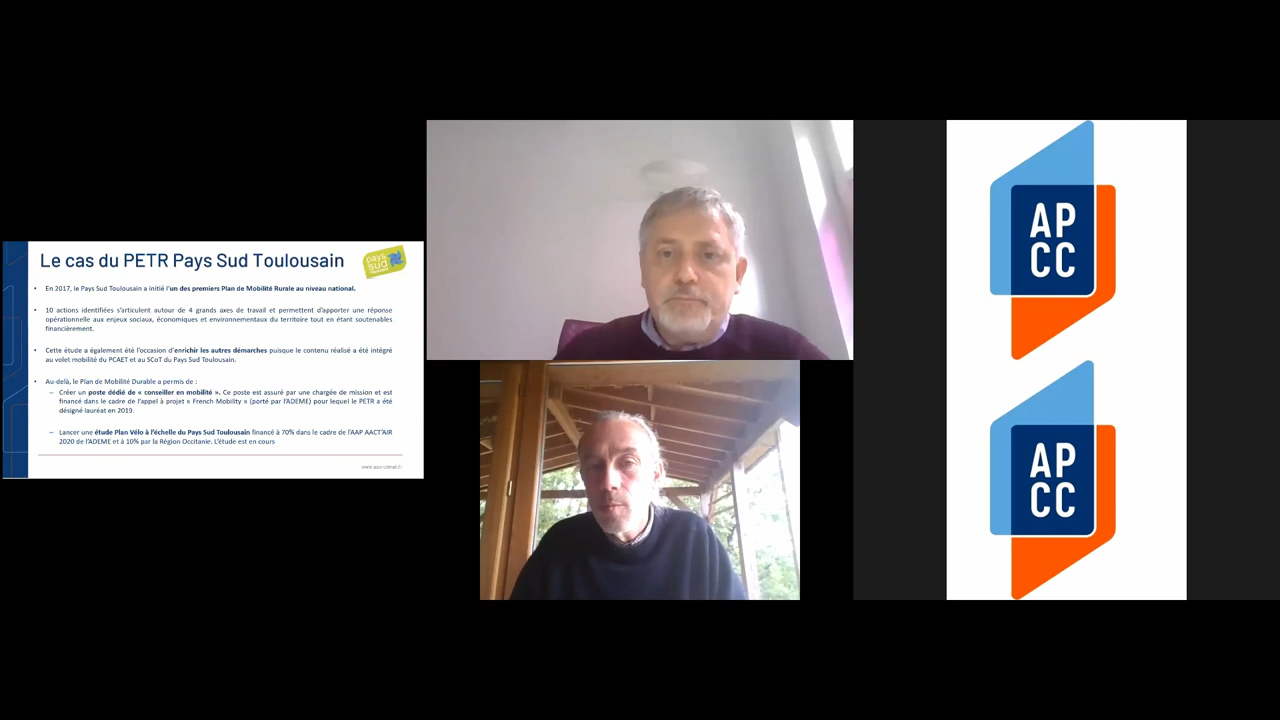 Le cas du PETR Pays Sud Toulousain
pays
sud
toulousain
• En 2017, le Pays Sud Toulousain a initié l'un des premiers Plan de Mobilité Rurale au niveau national.
• 10 actions identifiées s'articulent autour de 4 grands axes de travail et permettent d'apporter une réponse
opérationnelle aux enjeux sociaux, économiques et environnementaux du territoire tout en étant soutenables
financièrement.
• Cette étude a également été l'occasion d'enrichir les autres démarches puisque le contenu réalisé a été intégré
au volet mobilité du PCAET et au SCoT du Pays Sud Toulousain.
• Au-delà, le Plan de Mobilité Durable a permis de :
– Créer un poste dédié de « conseiller en mobilité ». Ce poste est assuré par une chargée de mission et est
financé dans le cadre de l'appel à projet « French Mobility » (porté par l'ADEME) pour lequel le PETR a été
désigné lauréat en 2019.
– Lancer une étude Plan Vélo à l'échelle du Pays Sud Toulousain financé à 70% dans le cadre de l'AAP AACT'AIR
2020 de l'ADEME et à 10% par la Région Occitanie. L'étude est en cours
www.apc-climat.fr
AP
CC
AP
CC